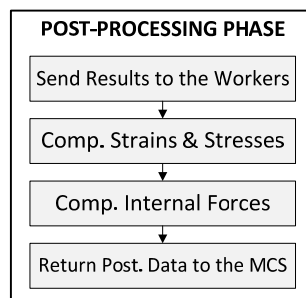 POST-PROCESSING PHASE
Send Results to the Workers
Comp. Strains & Stresses
Comp. Internal Forces
Return Post. Data to the MCS